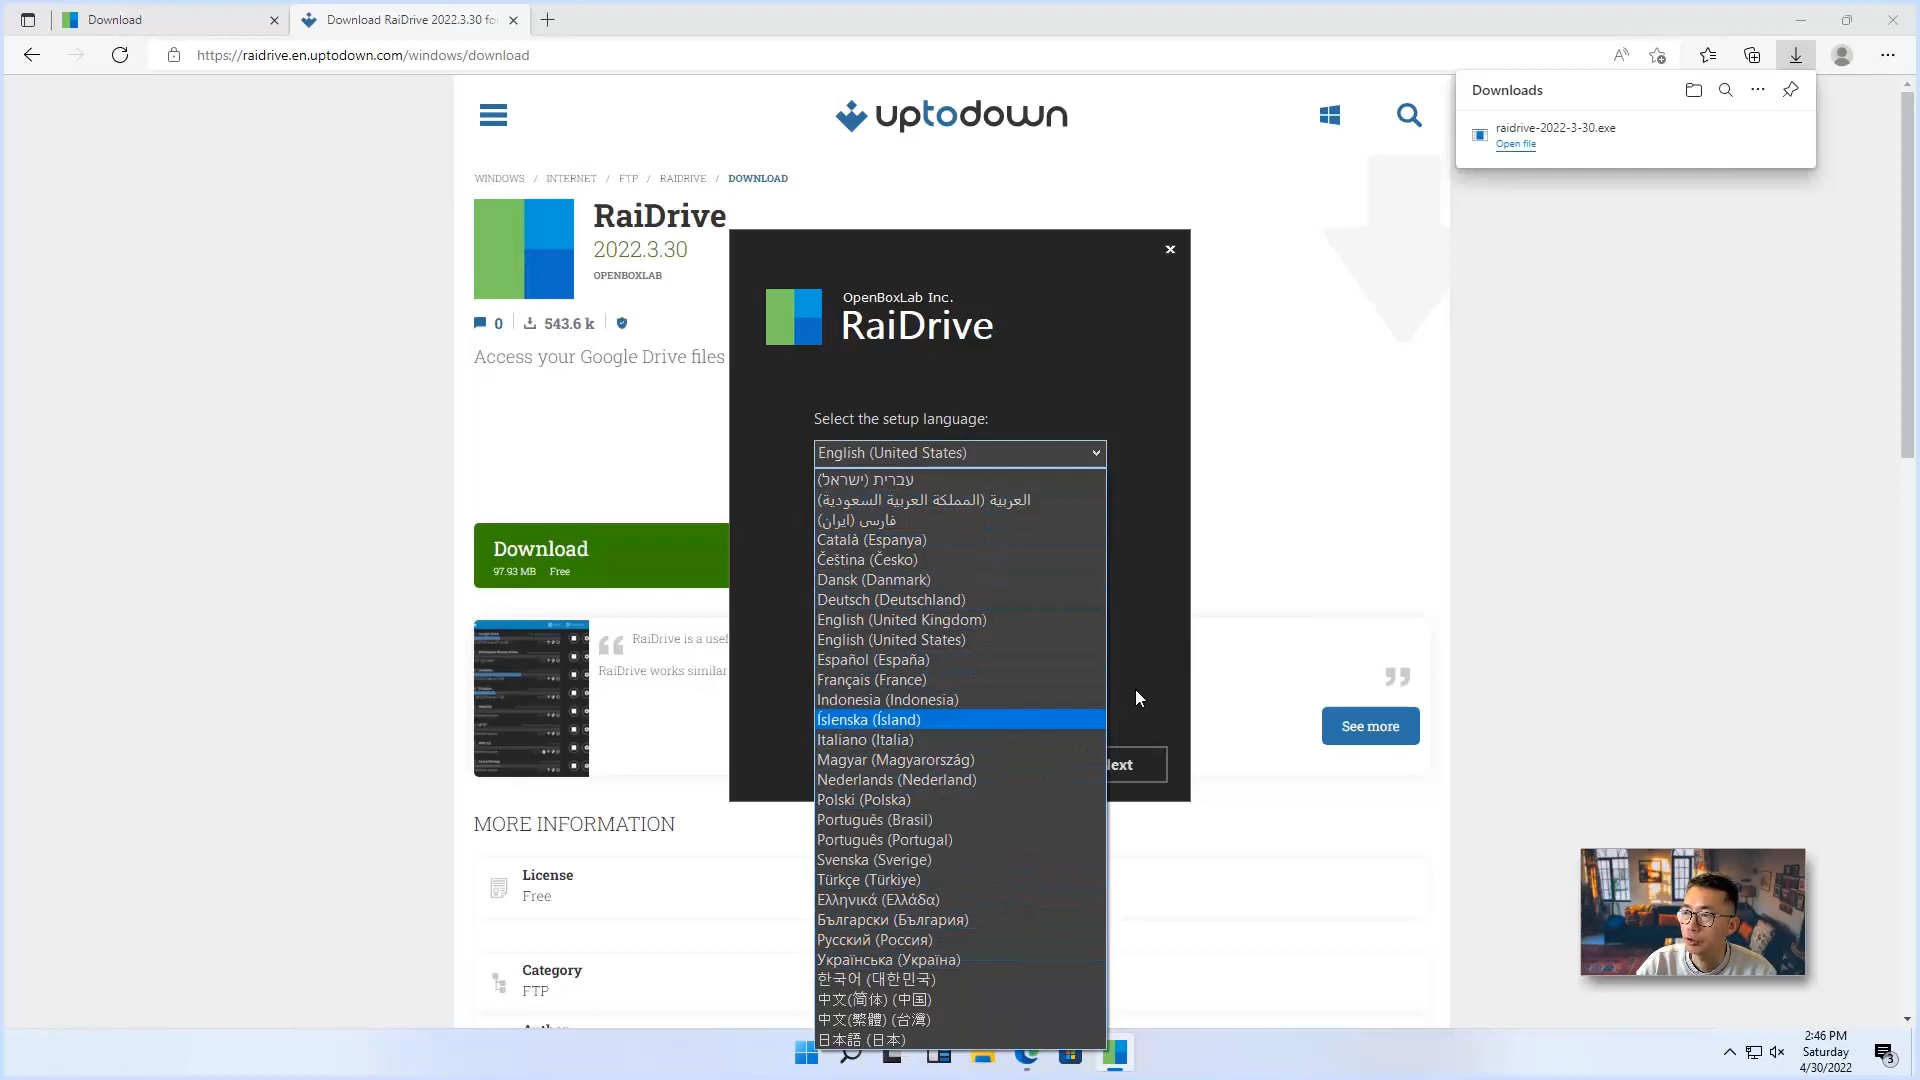 Download
Download RaiDrive 2022.3.30 fo
https://raidrive.en.uptodown.com/windows/download
Downloads
raidrive-2022-3-30.exe
Open file
uptodown
WINDOWS / INTERNET / FTP / RAIDRIVE / DOWNLOAD
RaiDrive
2022.3.30
OPENBOXLAB
0
543.6 k
Access your Google Drive files
Download
97.93 MB Free
RaiDrive is a usef
RaiDrive works similar
See more
MORE INFORMATION
License
Free
Category
FTP
OpenBoxLab Inc.
RaiDrive
Select the setup language:
English (United States)
עברית (ישראל)
العربية (المملكة العربية السعودية)
فارسی (ایران)
Català (Espanya)
Čeština (Česko)
Dansk (Danmark)
Deutsch (Deutschland)
English (United Kingdom)
English (United States)
Español (España)
Français (France)
Indonesia (Indonesia)
Íslenska (Ísland)
Italiano (Italia)
Magyar (Magyarország)
Nederlands (Nederland)
Polski (Polska)
Português (Brasil)
Português (Portugal)
Svenska (Sverige)
Türkçe (Türkiye)
Ελληνικά (Ελλάδα)
Български (България)
Русский (Россия)
Українська (Україна)
한국어 (대한민국)
中文(简体) (中国)
中文(繁體) (台灣)
日本語 (日本)
ext
2:46 PM
Saturday
4/30/2022
3